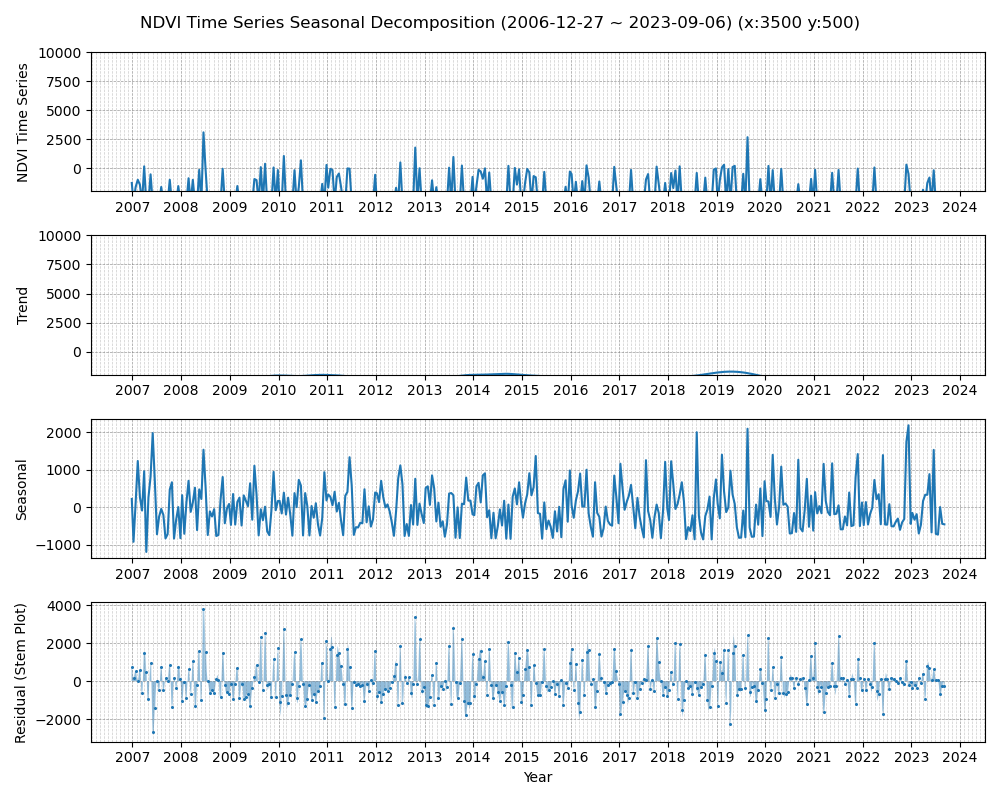 NDVI Time Series Seasonal Decomposition (2006-12-27 ~ 2023-09-06) (x:3500 y:500)
NDVI Time Series
10000
7500
5000
2500
0
2007 2008 2009 2010 2011 2012 2013 2014 2015 2016 2017 2018 2019 2020 2021 2022 2023 2024
Trend
10000
7500
5000
2500
0
2007 2008 2009 2010 2011 2012 2013 2014 2015 2016 2017 2018 2019 2020 2021 2022 2023 2024
Seasonal
2000
1000
0
−1000
2007 2008 2009 2010 2011 2012 2013 2014 2015 2016 2017 2018 2019 2020 2021 2022 2023 2024
Residual (Stem Plot)
4000
2000
0
−2000
2007 2008 2009 2010 2011 2012 2013 2014 2015 2016 2017 2018 2019 2020 2021 2022 2023 2024
Year